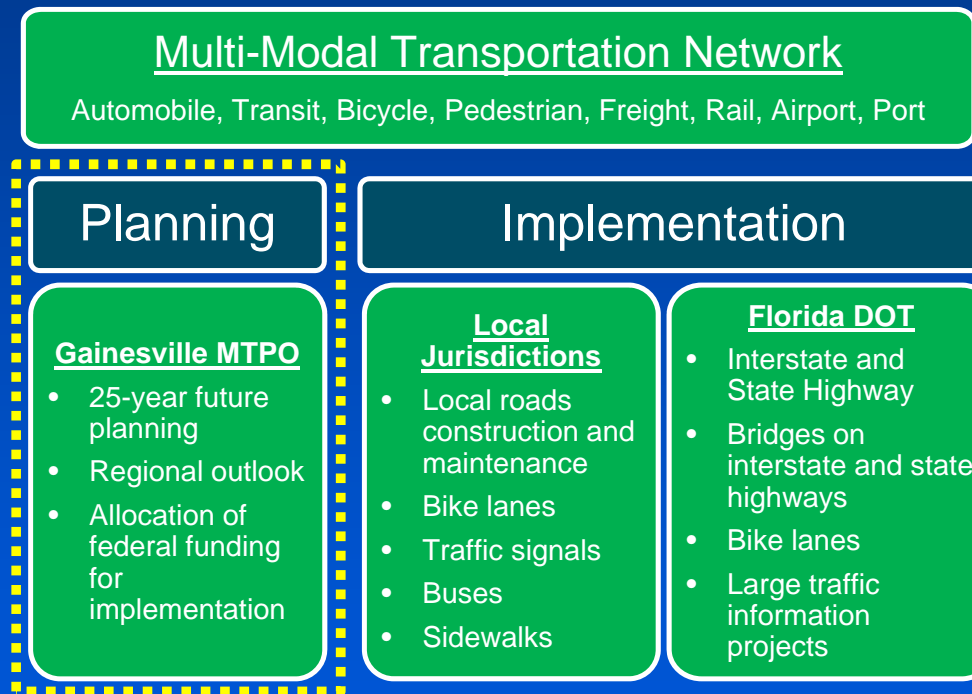 Multi-Modal Transportation Network
Automobile, Transit, Bicycle, Pedestrian, Freight, Rail, Airport, Port
Planning
Implementation
Gainesville MTPO
• 25-year future
planning
• Regional outlook
• Allocation of
federal funding
for
implementation
Local
Jurisdictions
• Local roads
construction and
maintenance
• Bike lanes
• Traffic signals
• Buses
• Sidewalks
Florida DOT
• Interstate and
State Highway
• Bridges on
interstate and state
highways
• Bike lanes
• Large traffic
information
projects